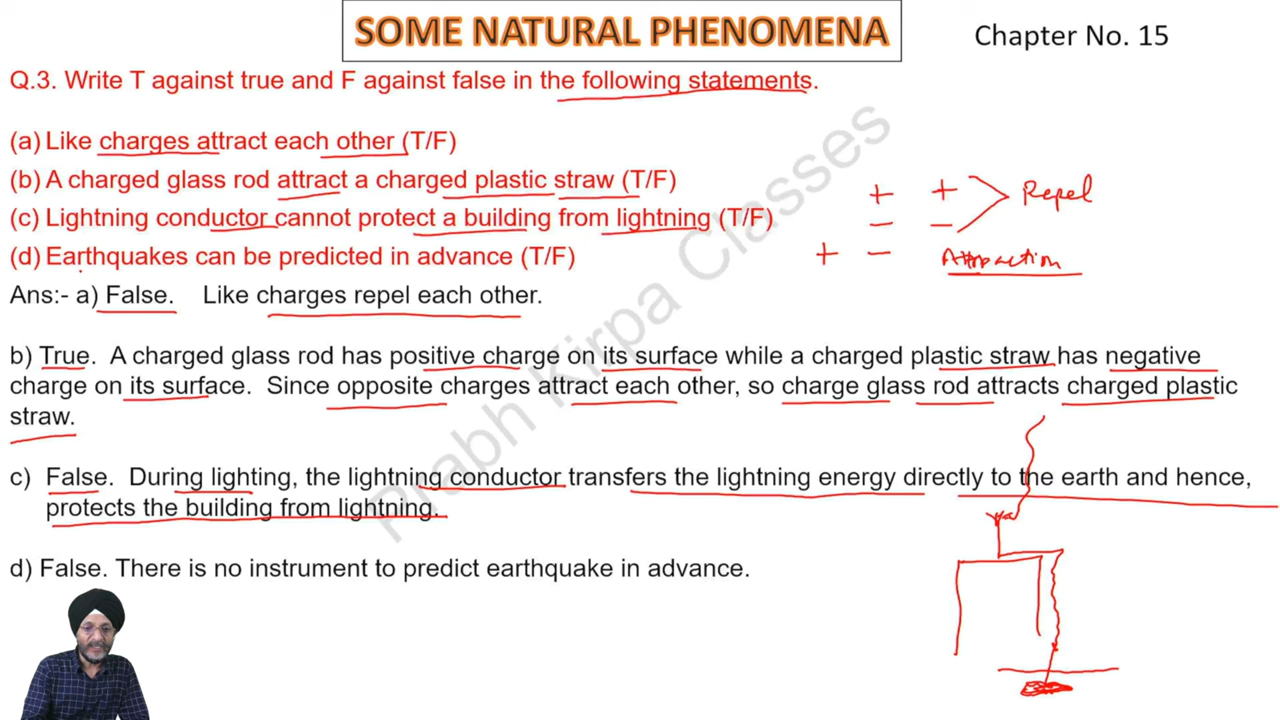 SOME NATURAL PHENOMENA
Chapter No. 15
Q.3. Write T against true and F against false in the following statements.
(a) Like charges attract each other (T/F)
(b) A charged glass rod attract a charged plastic straw (T/F)
(c) Lightning conductor cannot protect a building from lightning (T/F)
(d) Earthquakes can be predicted in advance (T/F)
+ + Repel
- -
+ - Attraction
Ans:- a) False. Like charges repel each other.
b) True. A charged glass rod has positive charge on its surface while a charged plastic straw has negative
charge on its surface. Since opposite charges attract each other, so charge glass rod attracts charged plastic
straw.
c) False. During lighting, the lightning conductor transfers the lightning energy directly to the earth and hence,
protects the building from lightning.
d) False. There is no instrument to predict earthquake in advance.
Prabh Kirpa Classes